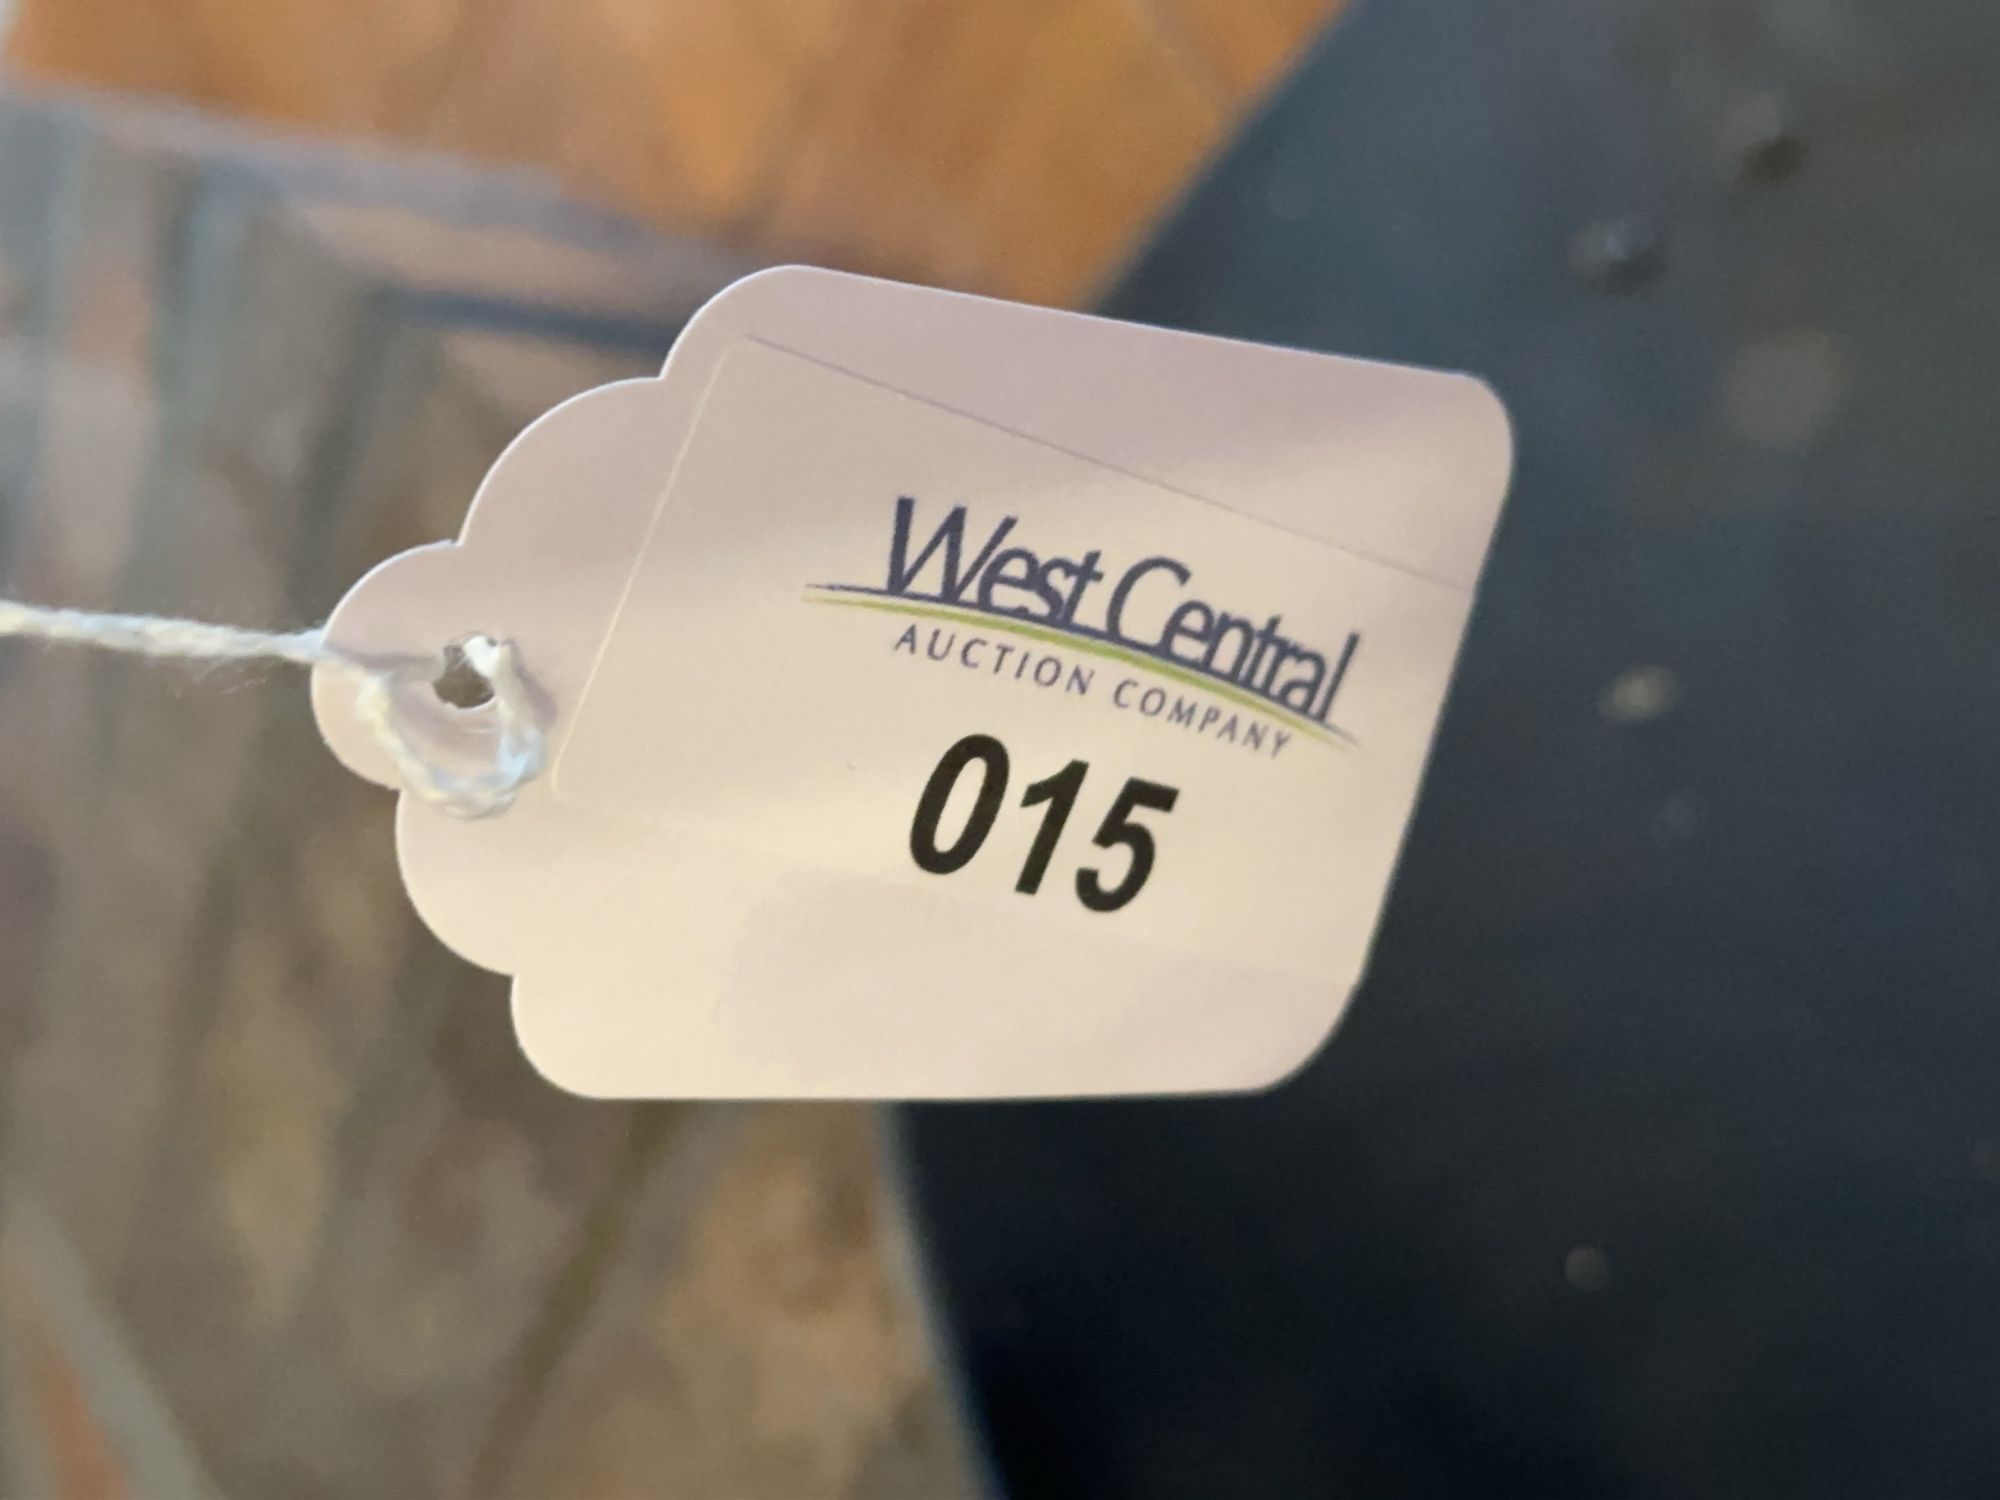 West Central
AUCTION COMPANY
015